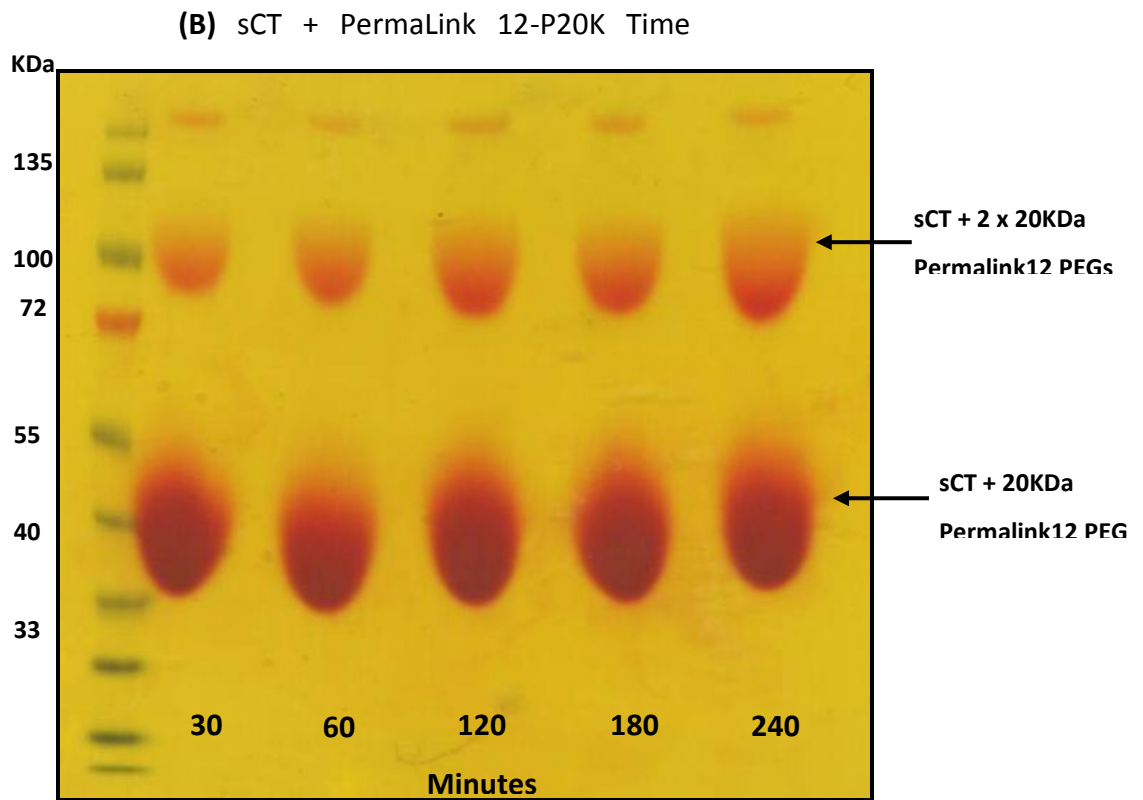 (B) sCT + PermaLink 12-P20K Time
KDa
135
100
72
55
40
33
sCT + 2 x 20KDa
Permalink12 PEGs
sCT + 20KDa
Permalink12 PEG
30 60 120 180 240
Minutes